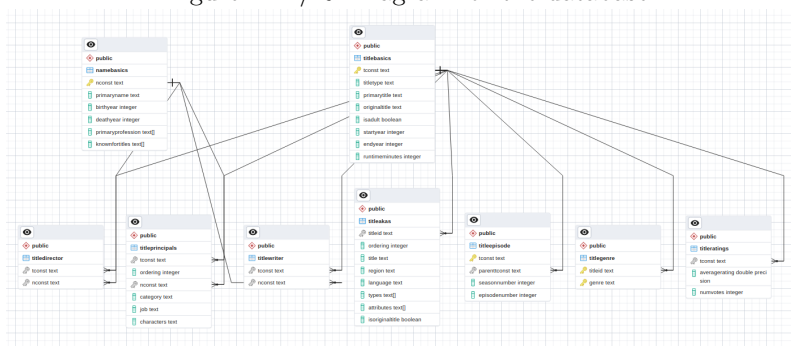 public
namebasics
nconst text
primaryname text
birthyear integer
deathyear integer
primaryprofession text[]
knownfortitles text[]
public
titlebasics
tconst text
titletype text
primarytitle text
originaltitle text
isadult boolean
startyear integer
endyear integer
runtimeminutes integer
public
titledirector
tconst text
nconst text
public
titleprincipals
tconst text
ordering integer
nconst text
category text
job text
characters text
public
titlewriter
tconst text
nconst text
public
titleakas
titleid text
ordering integer
title text
region text
language text
types text[]
attributes text[]
isoriginaltitle boolean
public
titleepisode
tconst text
parenttconst text
seasonnumber integer
episodenumber integer
public
titlegenre
titleid text
genre text
public
titleratings
tconst text
averagerating double preci
sion
numvotes integer